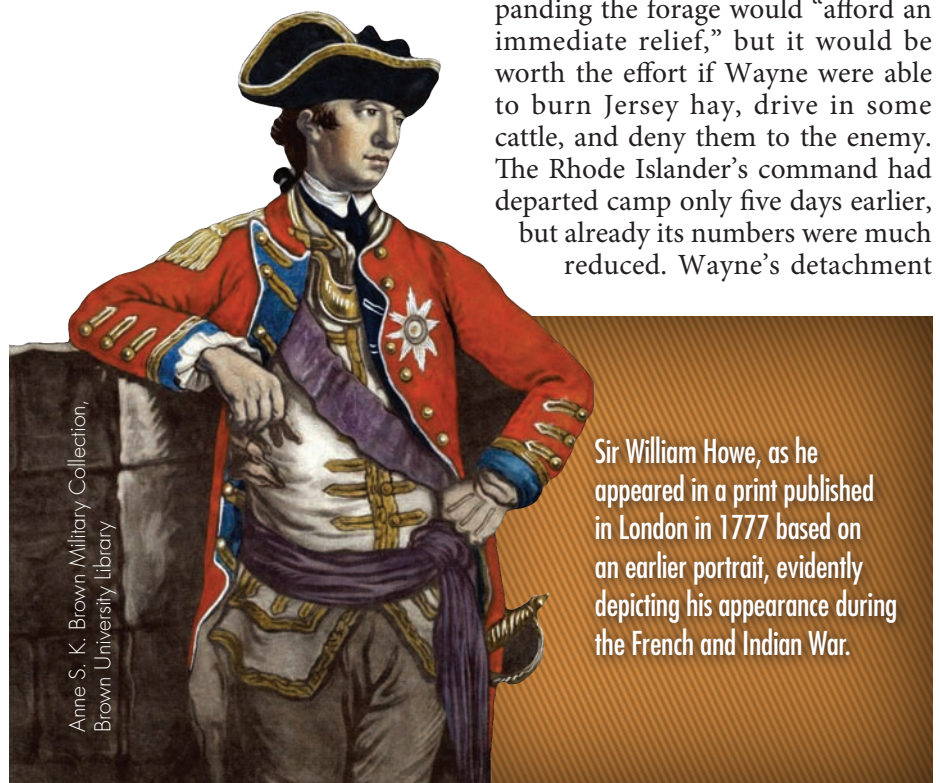 panding the forage would “afford an
immediate relief,” but it would be
worth the effort if Wayne were able
to burn Jersey hay, drive in some
cattle, and deny them to the enemy.
The Rhode Islander’s command had
departed camp only five days earlier,
but already its numbers were much
reduced. Wayne’s detachment
Sir William Howe, as he
appeared in a print published
in London in 1777 based on
an earlier portrait, evidently
depicting his appearance during
the French and Indian War.
Anne S. K. Brown Military Collection,
Brown University Library